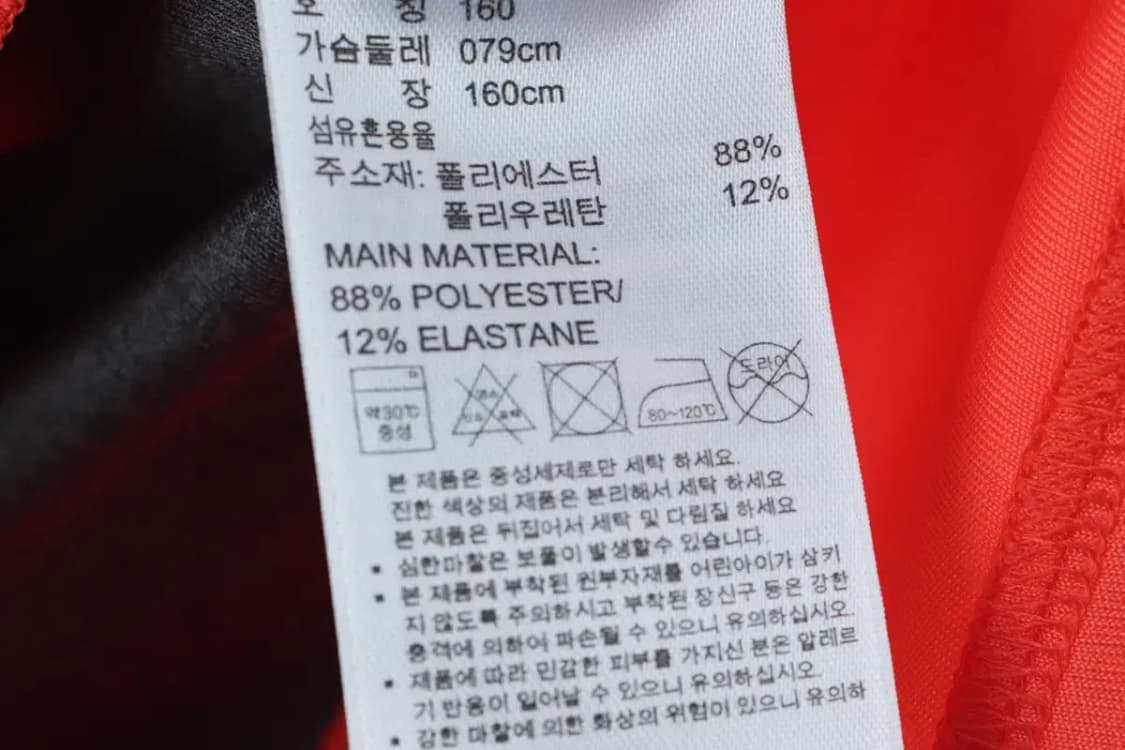 호 칭 160
가슴둘레 079cm
신 장 160cm
섬유혼용율
주소재: 폴리에스터 88%
폴리우레탄 12%
MAIN MATERIAL:
88% POLYESTER/
12% ELASTANE
약30℃
중성
염소
80~120℃
드라이
본 제품은 중성세제로만 세탁 하세요.
진한 색상의 제품은 분리해서 세탁 하세요
본 제품은 뒤집어서 세탁 및 다림질 하세요
• 심한마찰은 보풀이 발생할수 있습니다.
• 본 제품에 부착된 원부자재를 어린아이가 삼키
지 않도록 주의하시고 부착된 장신구 등은 강한
충격에 의하여 파손될 수 있으니 유의하십시오.
• 제품에 따라 민감한 피부를 가지신 분은 알레르
기 반응이 일어날 수 있으니 유의하십시오.
• 강한 마찰에 의한 화상의 위험이 있으니 유의하